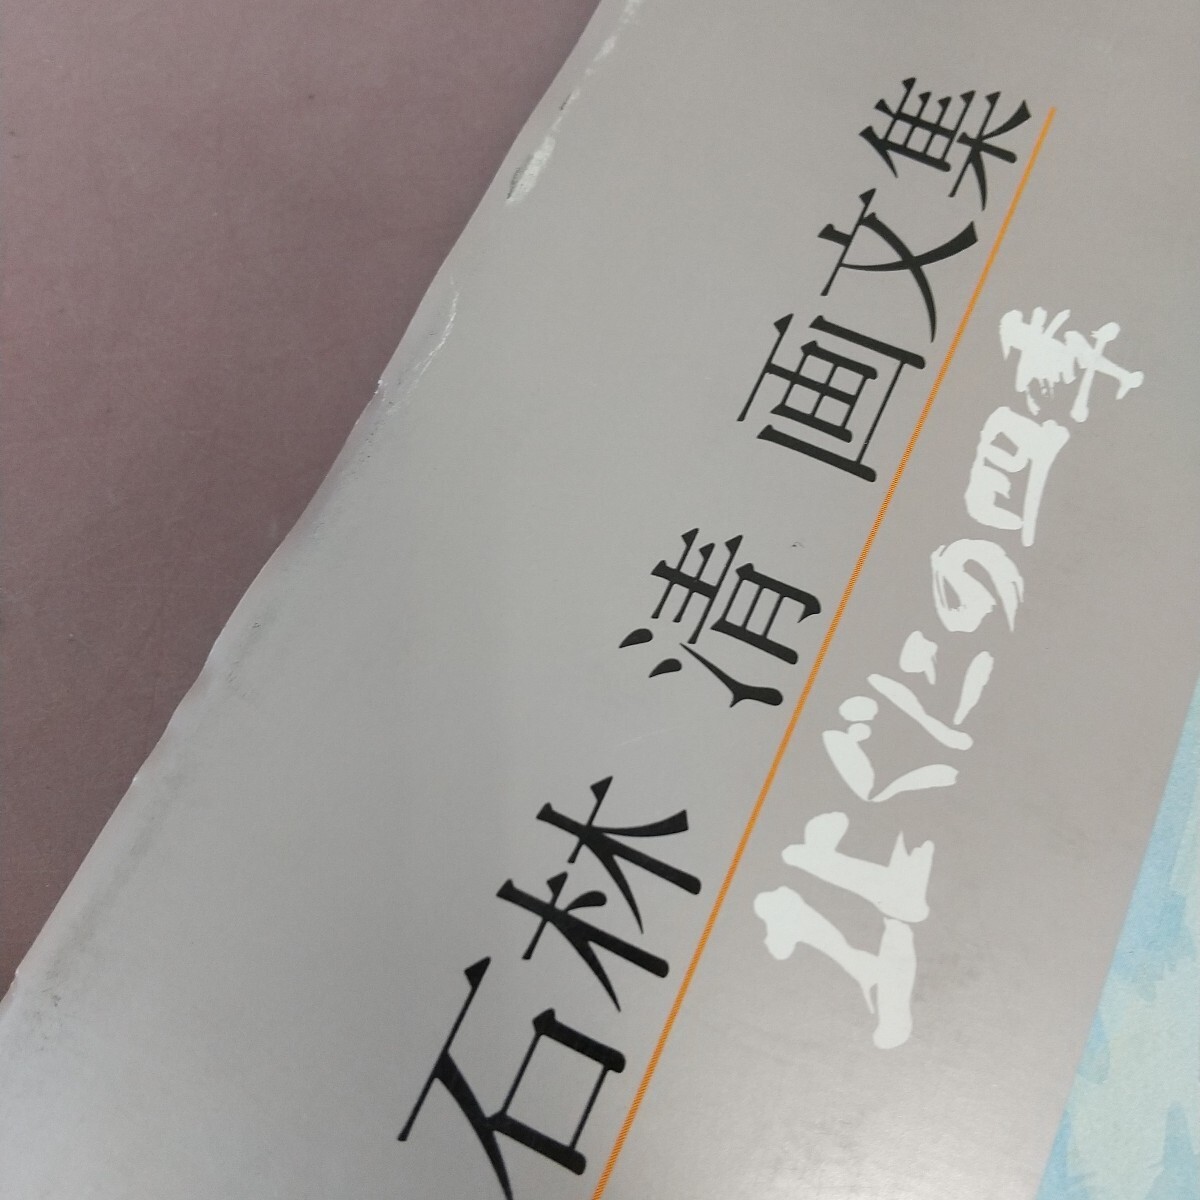 石林 清 画文集
北ぐにの四季